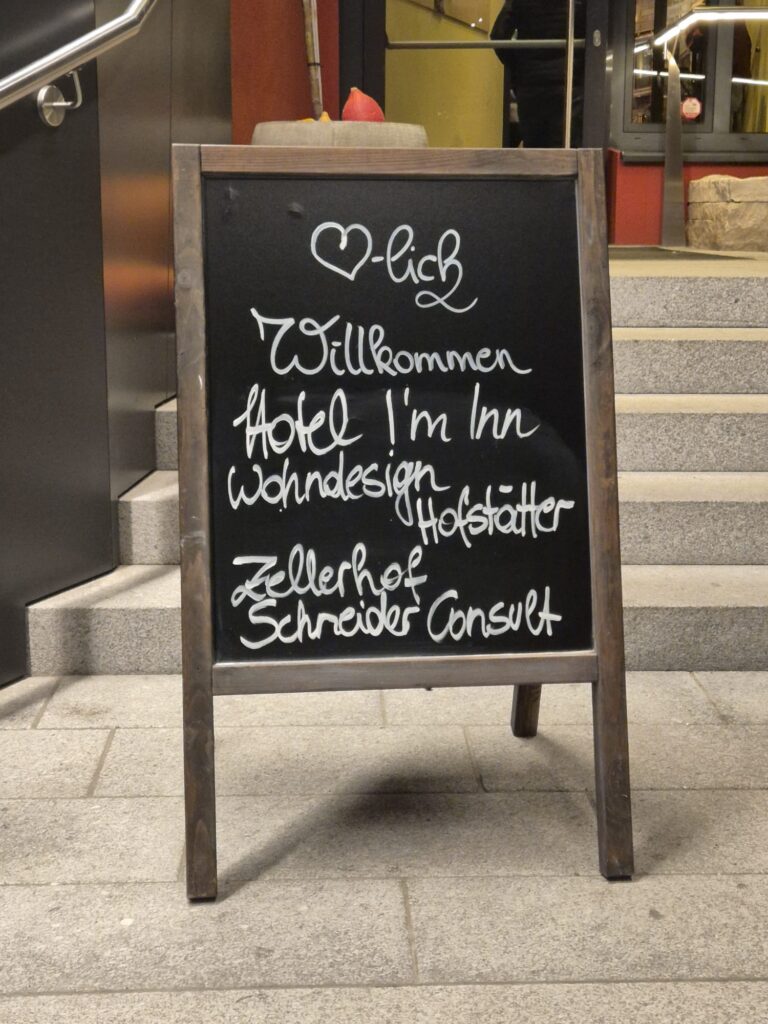 ♡-lich
Willkommen
Hotel I'm Inn
Wohndesign
Hofstätter
Zellerhof
Schneider Consult